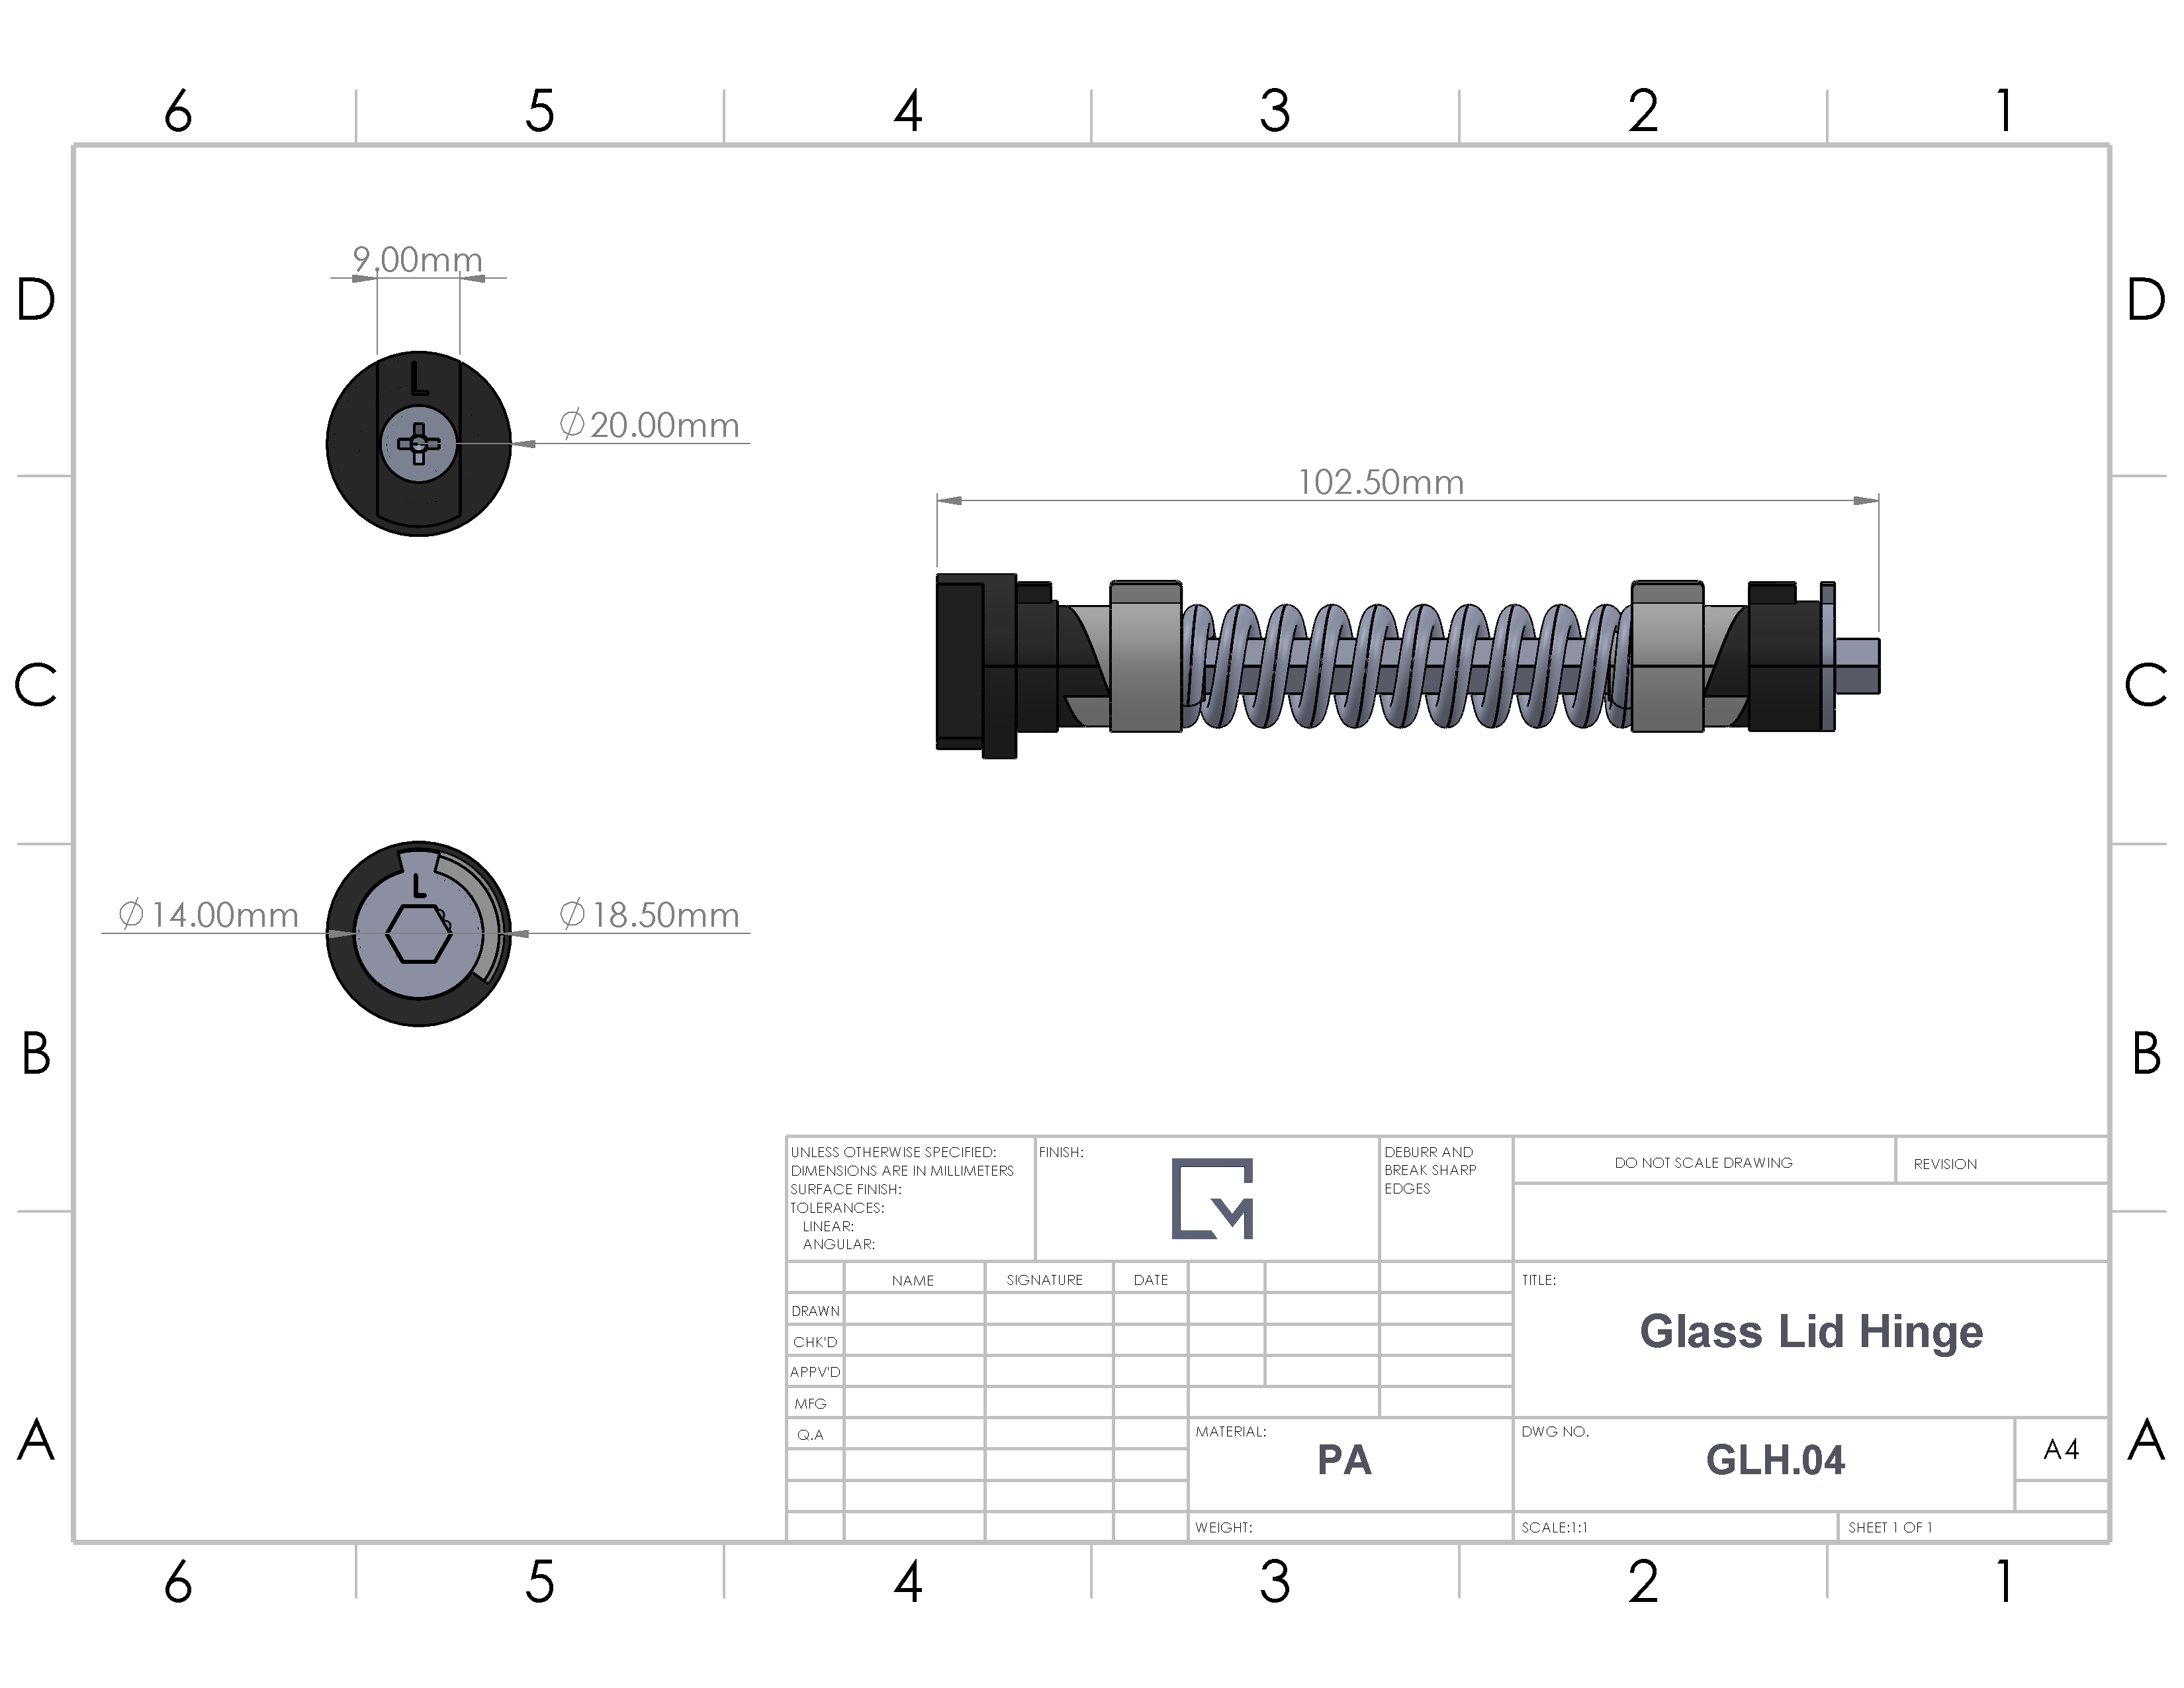 6 5 4 3 2 1
D D
9.00mm
L
∅20.00mm
102.50mm
C C
L
∅14.00mm
∅18.50mm
B B
UNLESS OTHERWISE SPECIFIED:
DIMENSIONS ARE IN MILLIMETERS
SURFACE FINISH:
TOLERANCES:
LINEAR:
ANGULAR:
FINISH:
DEBURR AND
BREAK SHARP
EDGES
DO NOT SCALE DRAWING
REVISION
NAME SIGNATURE DATE
DRAWN
CHK'D
APPV'D
MFG
Q.A
TITLE:
Glass Lid Hinge
MATERIAL:
PA
DWG NO.
GLH.04
A4
A A
WEIGHT:
SCALE:1:1
SHEET 1 OF 1
6 5 4 3 2 1